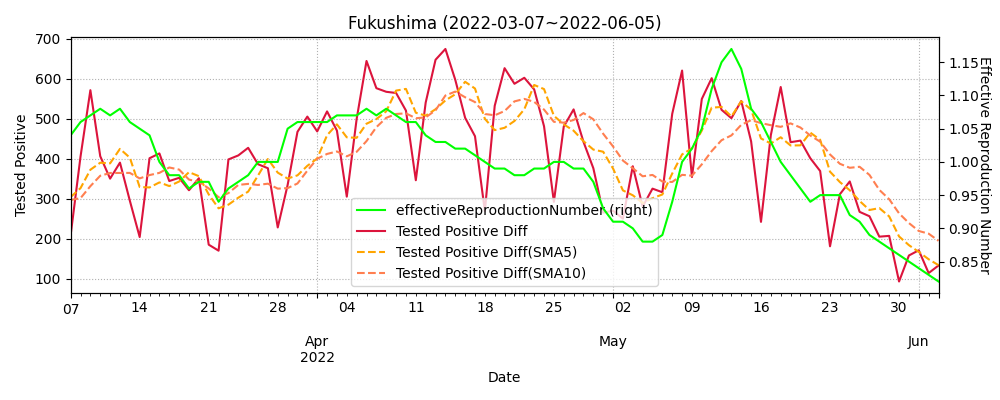 Fukushima (2022-03-07~2022-06-05)
Tested Positive
700
600
500
400
300
200
100
1.15
1.10
1.05
1.00
0.95
0.90
0.85
Effective Reproduction Number
effectiveReproductionNumber (right)
Tested Positive Diff
Tested Positive Diff(SMA5)
Tested Positive Diff(SMA10)
07 14 21 28 04 11 18 25 02 09 16 23 30
Apr May Jun
2022
Date